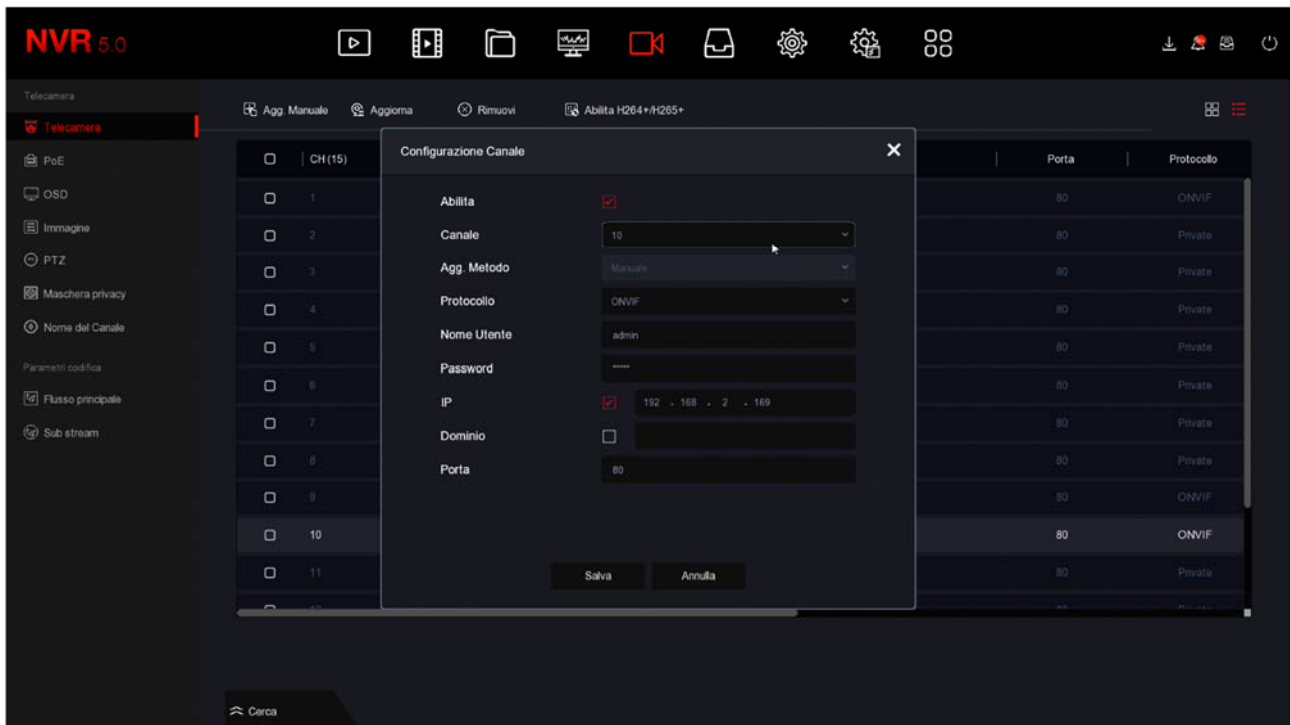 NVR 5.0
Telecamera
Telecamera
PoE
OSD
Immagine
PTZ
Maschera privacy
Nome del Canale
Parametri codifica
Flusso principale
Sub stream
Agg. Manuale Aggiorna Rimuovi Abilita H264+/H265+
CH (15) Porta Protocollo
1 80 ONVIF
2 80 Private
3 80 Private
4 80 Private
5 80 Private
6 80 Private
7 80 Private
8 80 Private
9 80 ONVIF
10 80 ONVIF
11 80 Private
Configurazione Canale
Abilita
Canale 10
Agg. Metodo Manuale
Protocollo ONVIF
Nome Utente admin
Password *****
IP 192 . 168 . 2 . 169
Dominio
Porta 80
Salva Annulla
Cerca